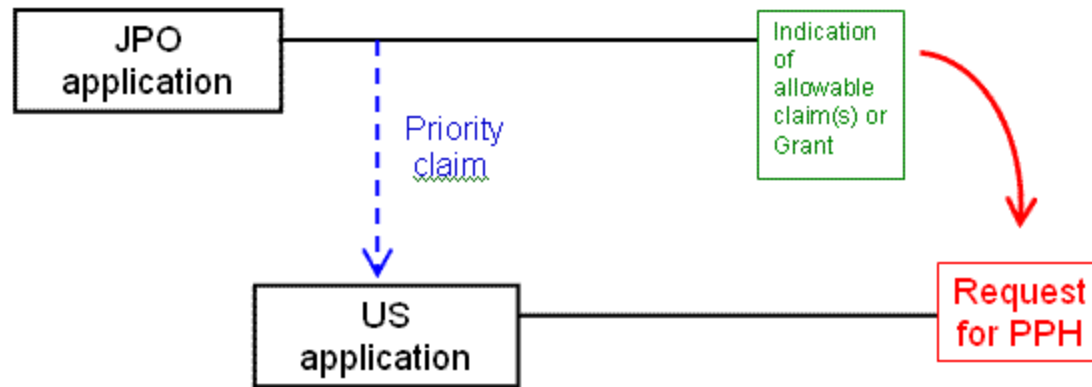 JPO
application
Indication
of
allowable
claim(s) or
Grant
Priority
claim
US
application
Request
for PPH